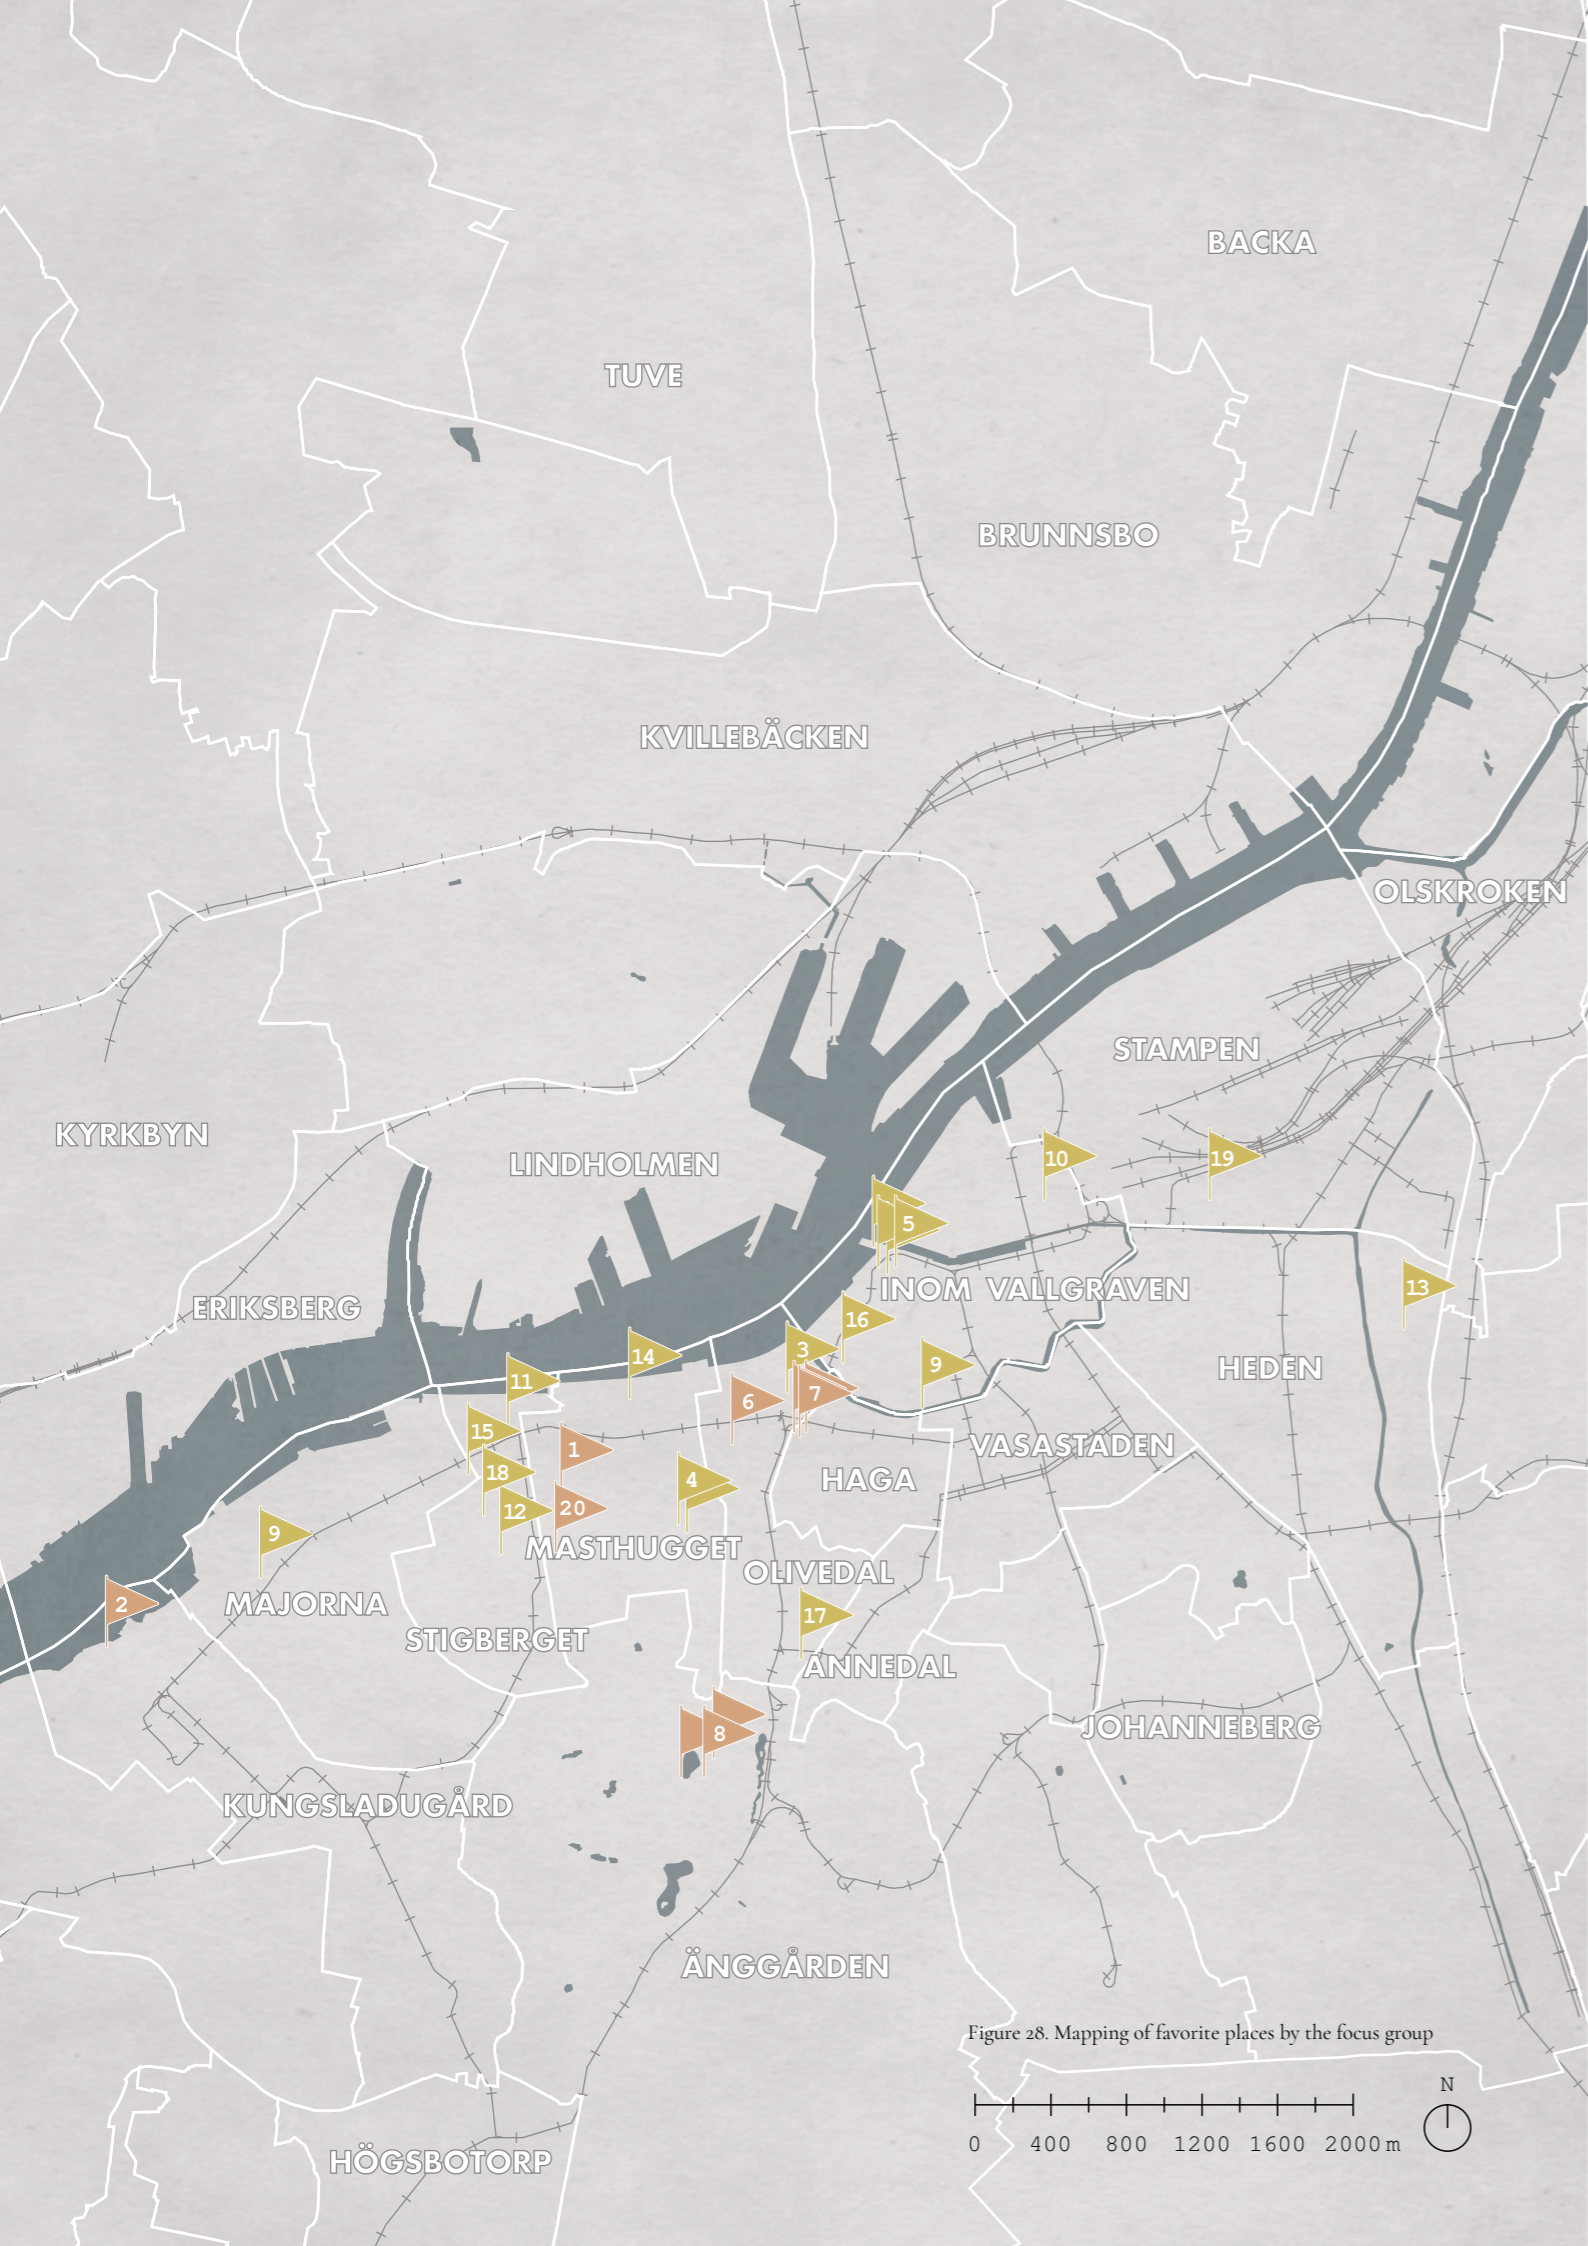 BACKA
TUVE
BRUNNSBO
KVILLEBÄCKEN
OLSKROKEN
STAMPEN
KYRKBYN
LINDHOLMEN
10
19
5
INOM VALLGRAVEN
13
ERIKSBERG
16
3
14
9
HEDEN
11
6
7
15
1
VASASTADEN
18
4
HAGA
12
20
9
MASTHUGGET
OLIVEDAL
2
MAJORNA
17
STIGBERGET
ANNEDAL
8
JOHANNEBERG
KUNGSLADUGÅRD
ÄNGGÅRDEN
Figure 28. Mapping of favorite places by the focus group
N
0 400 800 1200 1600 2000 m
HÖGSBOTORP